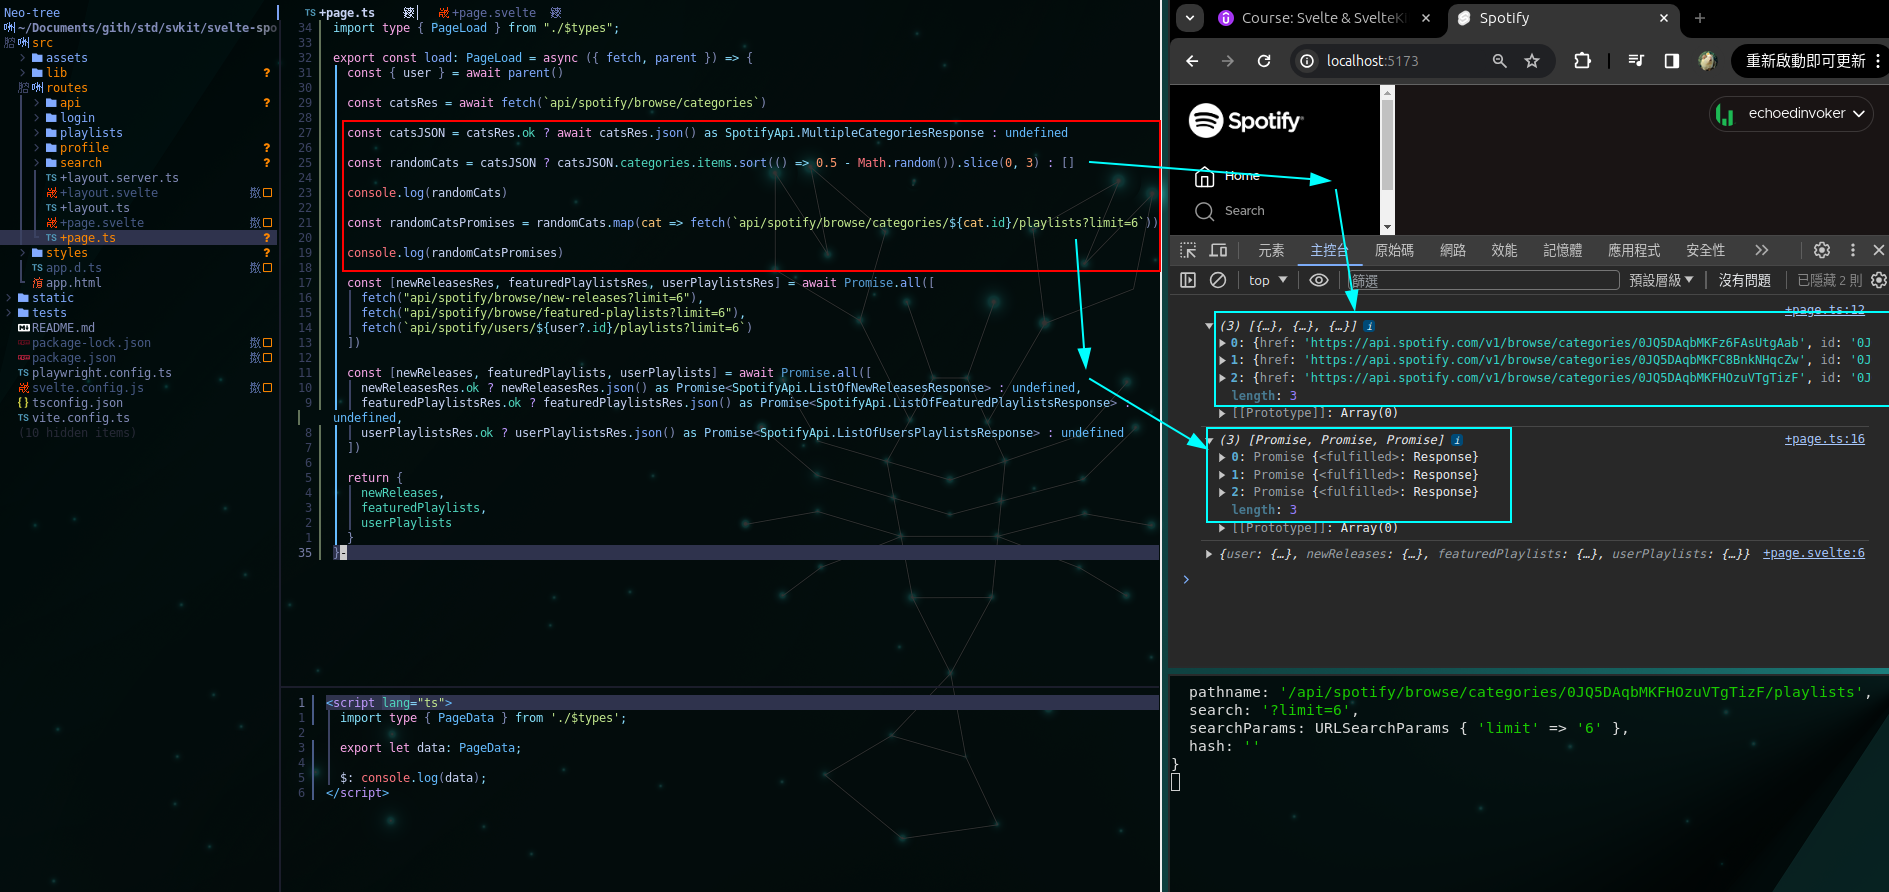 Neo-tree
~/Documents/gith/std/svkit/svelte-spo
src
assets
lib ?
routes
api ?
login
playlists
profile ?
search ?
+layout.server.ts
+layout.svelte
TS +layout.ts
+page.svelte
TS +page.ts ?
styles ?
TS app.d.ts
app.html
static
tests
README.md
package-lock.json
package.json
TS playwright.config.ts
svelte.config.js
{} tsconfig.json
TS vite.config.ts
(10 hidden items)
TS +page.ts +page.svelte
34 import type { PageLoad } from "./$types";
33
32 export const load: PageLoad = async ({ fetch, parent }) => {
31 const { user } = await parent()
30
29 const catsRes = await fetch(`api/spotify/browse/categories`)
28
27 const catsJSON = catsRes.ok ? await catsRes.json() as SpotifyApi.MultipleCategoriesResponse : undefined
26
25 const randomCats = catsJSON ? catsJSON.categories.items.sort(() => 0.5 - Math.random()).slice(0, 3) : []
24
23 console.log(randomCats)
22
21 const randomCatsPromises = randomCats.map(cat => fetch(`api/spotify/browse/categories/${cat.id}/playlists?limit=6`))
20
19 console.log(randomCatsPromises)
18
17 const [newReleasesRes, featuredPlaylistsRes, userPlaylistsRes] = await Promise.all([
16 fetch("api/spotify/browse/new-releases?limit=6"),
15 fetch("api/spotify/browse/featured-playlists?limit=6"),
14 fetch(`api/spotify/users/${user?.id}/playlists?limit=6`)
13 ])
12
11 const [newReleases, featuredPlaylists, userPlaylists] = await Promise.all([
10 newReleasesRes.ok ? newReleasesRes.json() as Promise<SpotifyApi.ListOfNewReleasesResponse> : undefined,
9 featuredPlaylistsRes.ok ? featuredPlaylistsRes.json() as Promise<SpotifyApi.ListOfFeaturedPlaylistsResponse> :
undefined,
8 userPlaylistsRes.ok ? userPlaylistsRes.json() as Promise<SpotifyApi.ListOfUsersPlaylistsResponse> : undefined
7 ])
6
5 return {
4 newReleases,
3 featuredPlaylists,
2 userPlaylists
1 }
35 }
1 <script lang="ts">
1 import type { PageData } from './$types';
2
3 export let data: PageData;
4
5 $: console.log(data);
6 </script>
Course: Svelte & SvelteKi
Spotify
localhost:5173
重新啟動即可更新
Spotify
echoedinvoker
Home
Search
元素 主控台 原始碼 網路 效能 記憶體 應用程式 安全性
top 篩選 預設層級 沒有問題 已隱藏 2 則
+page.ts:12
(3) [{…}, {…}, {…}] i
0: {href: 'https://api.spotify.com/v1/browse/categories/0JQ5DAqbMKFz6FAsUtgAab', id: '0J
1: {href: 'https://api.spotify.com/v1/browse/categories/0JQ5DAqbMKFC8BnkNHqcZw', id: '0J
2: {href: 'https://api.spotify.com/v1/browse/categories/0JQ5DAqbMKFHOzuVTgTizF', id: '0J
length: 3
[[Prototype]]: Array(0)
(3) [Promise, Promise, Promise] i +page.ts:16
0: Promise {<fulfilled>: Response}
1: Promise {<fulfilled>: Response}
2: Promise {<fulfilled>: Response}
length: 3
[[Prototype]]: Array(0)
{user: {…}, newReleases: {…}, featuredPlaylists: {…}, userPlaylists: {…}} +page.svelte:6
pathname: '/api/spotify/browse/categories/0JQ5DAqbMKFHOzuVTgTizF/playlists',
search: '?limit=6',
searchParams: URLSearchParams { 'limit' => '6' },
hash: ''
}